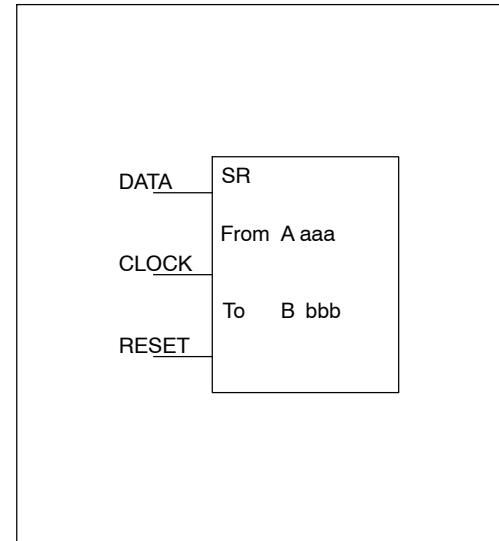 DATA
SR
From A aaa
CLOCK
To B bbb
RESET